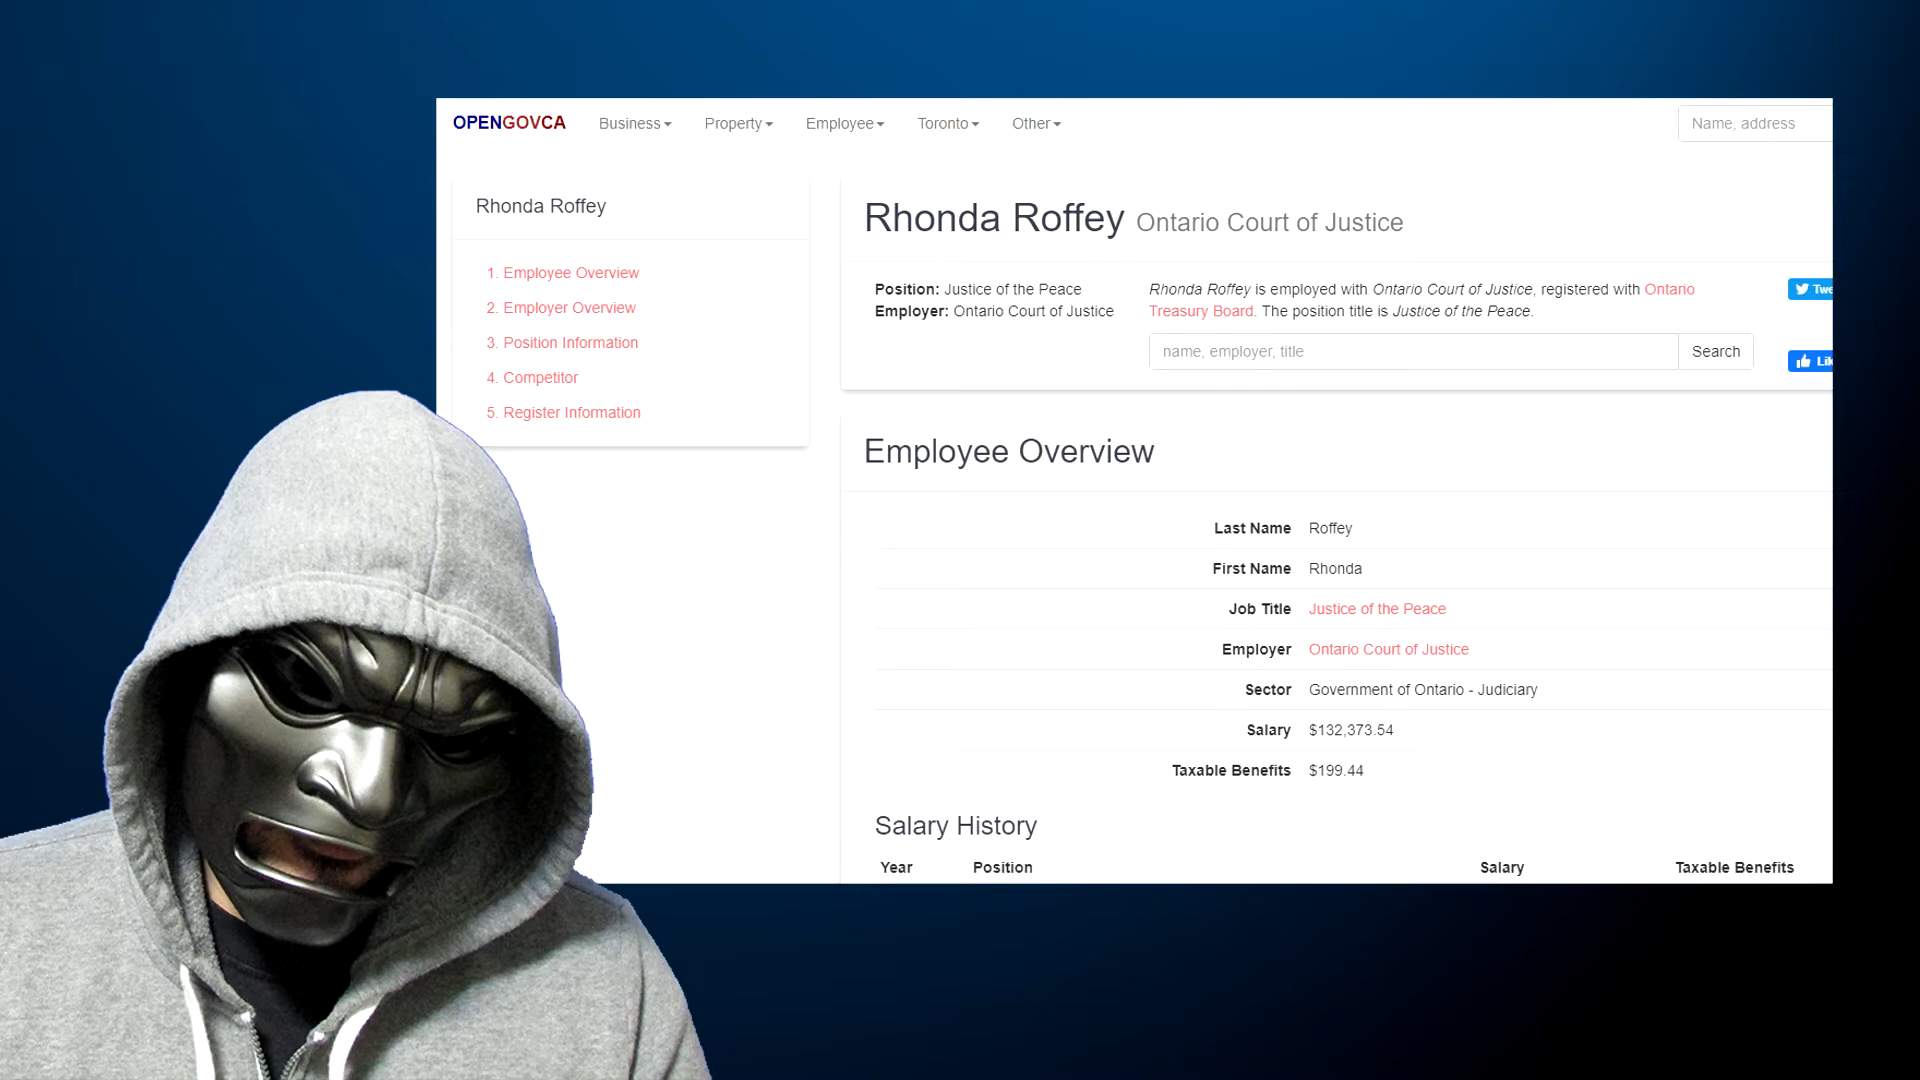 OPENGOVCA Business Property Employee Toronto Other Name, address
Rhonda Roffey
1. Employee Overview
2. Employer Overview
3. Position Information
4. Competitor
5. Register Information
Rhonda Roffey Ontario Court of Justice
Position: Justice of the Peace
Employer: Ontario Court of Justice
Rhonda Roffey is employed with Ontario Court of Justice, registered with Ontario
Treasury Board. The position title is Justice of the Peace.
name, employer, title Search
Twe
Lik
Employee Overview
Last Name Roffey
First Name Rhonda
Job Title Justice of the Peace
Employer Ontario Court of Justice
Sector Government of Ontario - Judiciary
Salary $132,373.54
Taxable Benefits $199.44
Salary History
Year Position Salary Taxable Benefits